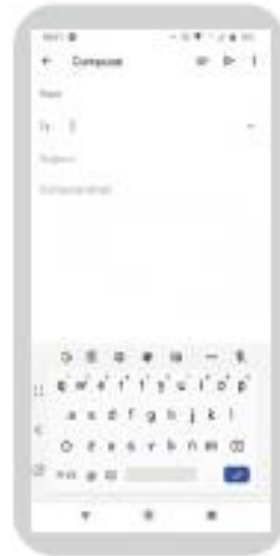 Compose
From
To
Subject
Compose email
q w e r t y u i o p
a s d f g h j k l
z x c v b n m